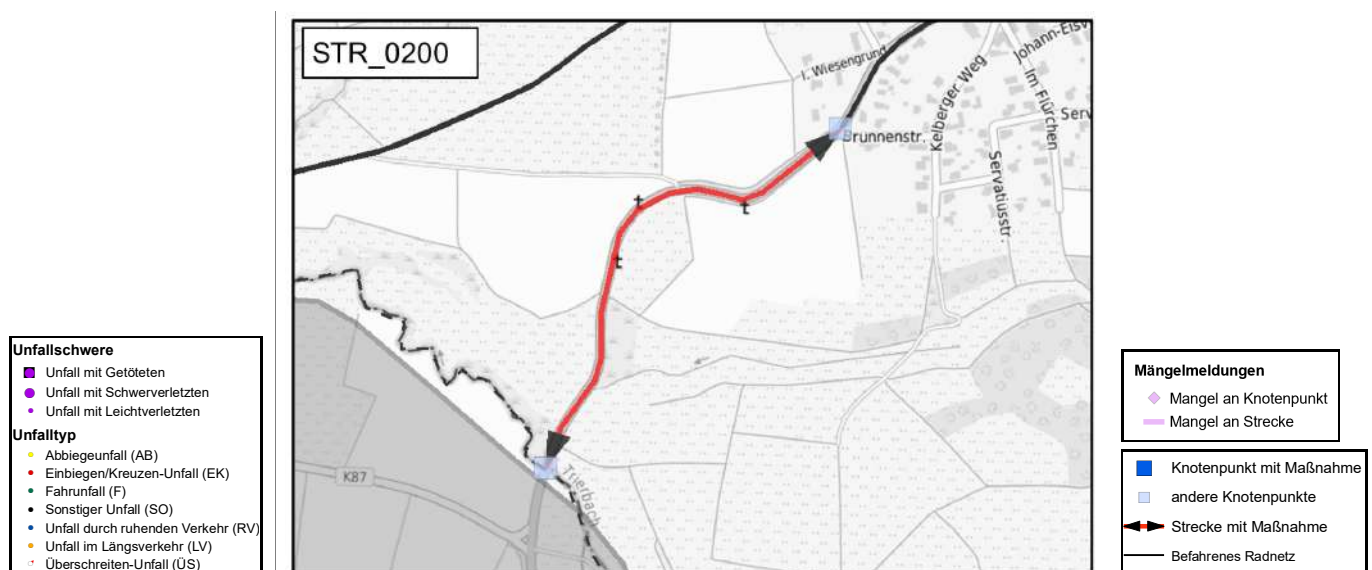 STR_0200
I. Wiesengrund
Johann-Eisv
Kelberger Weg
Im Flürchen
Brunnenstr.
Serv
Servatiusstr.
K87
Trierbach
Unfallschwere
Unfall mit Getöteten
Unfall mit Schwerverletzten
Unfall mit Leichtverletzten
Unfalltyp
Abbiegeunfall (AB)
Einbiegen/Kreuzen-Unfall (EK)
Fahrunfall (F)
Sonstiger Unfall (SO)
Unfall durch ruhenden Verkehr (RV)
Unfall im Längsverkehr (LV)
Überschreiten-Unfall (ÜS)
Mängelmeldungen
Mangel an Knotenpunkt
Mangel an Strecke
Knotenpunkt mit Maßnahme
andere Knotenpunkte
Strecke mit Maßnahme
Befahrenes Radnetz